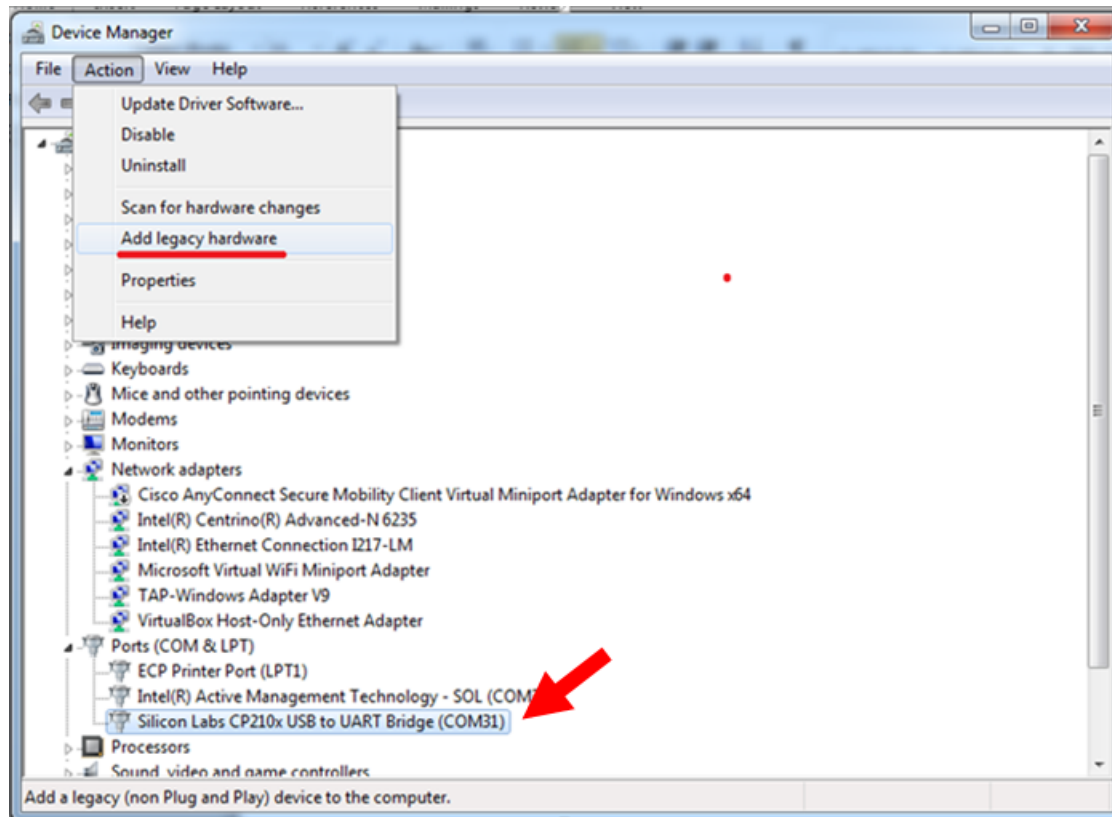 Device Manager
File Action View Help
Update Driver Software...
Disable
Uninstall
Scan for hardware changes
Add legacy hardware
Properties
Help
Imaging devices
Keyboards
Mice and other pointing devices
Modems
Monitors
Network adapters
Cisco AnyConnect Secure Mobility Client Virtual Miniport Adapter for Windows x64
Intel(R) Centrino(R) Advanced-N 6235
Intel(R) Ethernet Connection I217-LM
Microsoft Virtual WiFi Miniport Adapter
TAP-Windows Adapter V9
VirtualBox Host-Only Ethernet Adapter
Ports (COM & LPT)
ECP Printer Port (LPT1)
Intel(R) Active Management Technology - SOL
Silicon Labs CP210x USB to UART Bridge (COM31)
Processors
Sound, video and game controllers
Add a legacy (non Plug and Play) device to the computer.